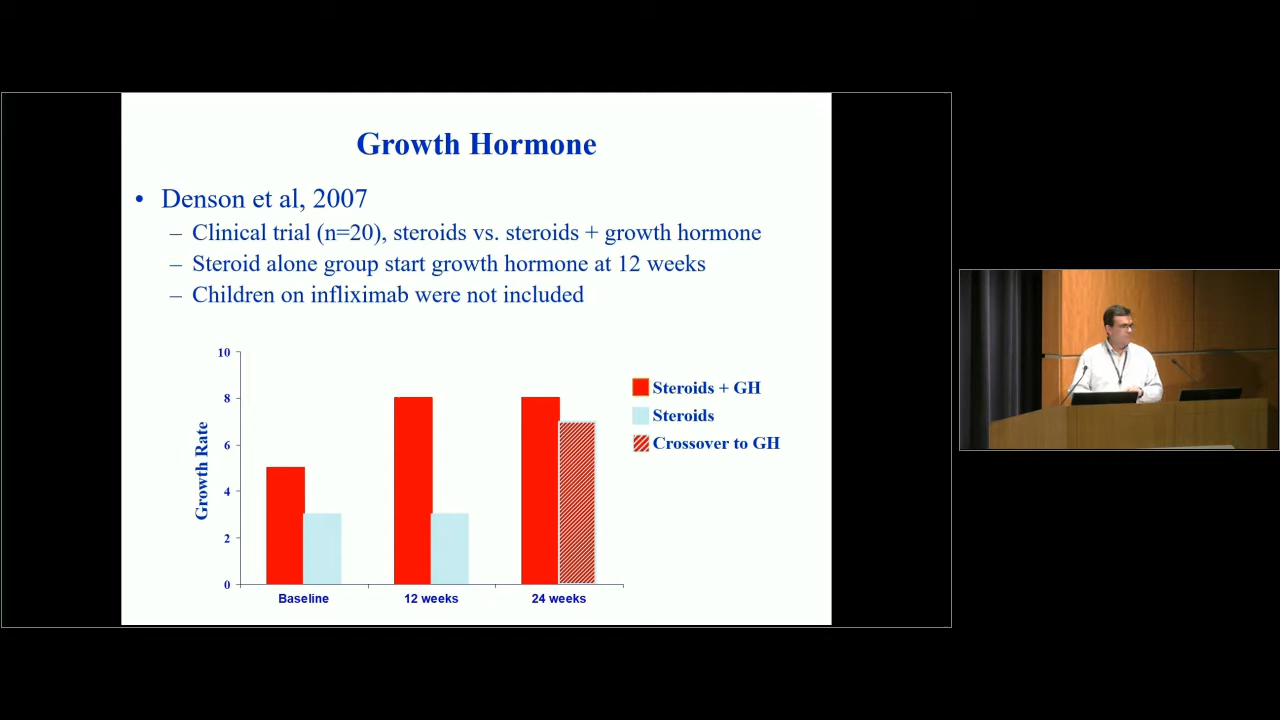 Growth Hormone
• Denson et al, 2007
– Clinical trial (n=20), steroids vs. steroids + growth hormone
– Steroid alone group start growth hormone at 12 weeks
– Children on infliximab were not included
10
8
6
4
2
0
Growth Rate
Baseline
12 weeks
24 weeks
Steroids + GH
Steroids
Crossover to GH